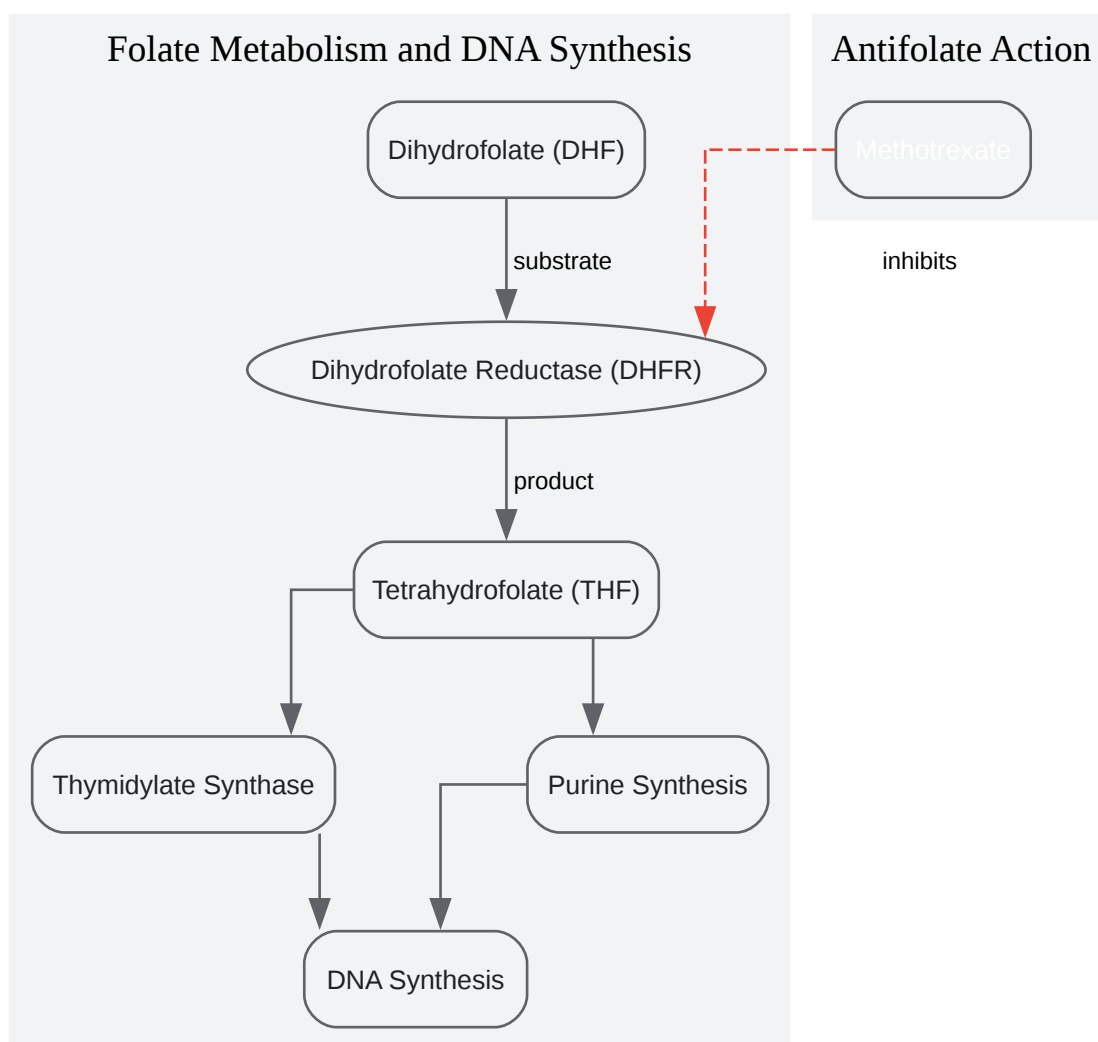 Folate Metabolism and DNA Synthesis
Antifolate Action
Dihydrofolate (DHF)
Methotrexate
substrate
inhibits
Dihydrofolate Reductase (DHFR)
product
Tetrahydrofolate (THF)
Thymidylate Synthase
Purine Synthesis
DNA Synthesis